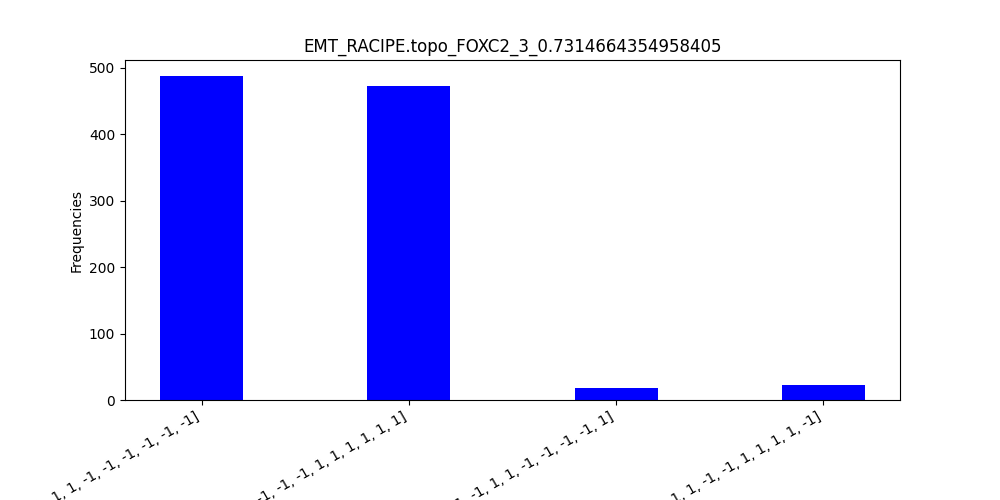 EMT_RACIPE.topo_FOXC2_3_0.7314664354958405
500
400
300
200
100
0
Frequencies
1, 1, -1, -1, -1, -1, -1, -1]
-1, -1, -1, 1, 1, 1, 1, 1, 1]
-1, 1, 1, -1, -1, -1, -1, 1]
1, 1, -1, -1, 1, 1, 1, 1, -1]